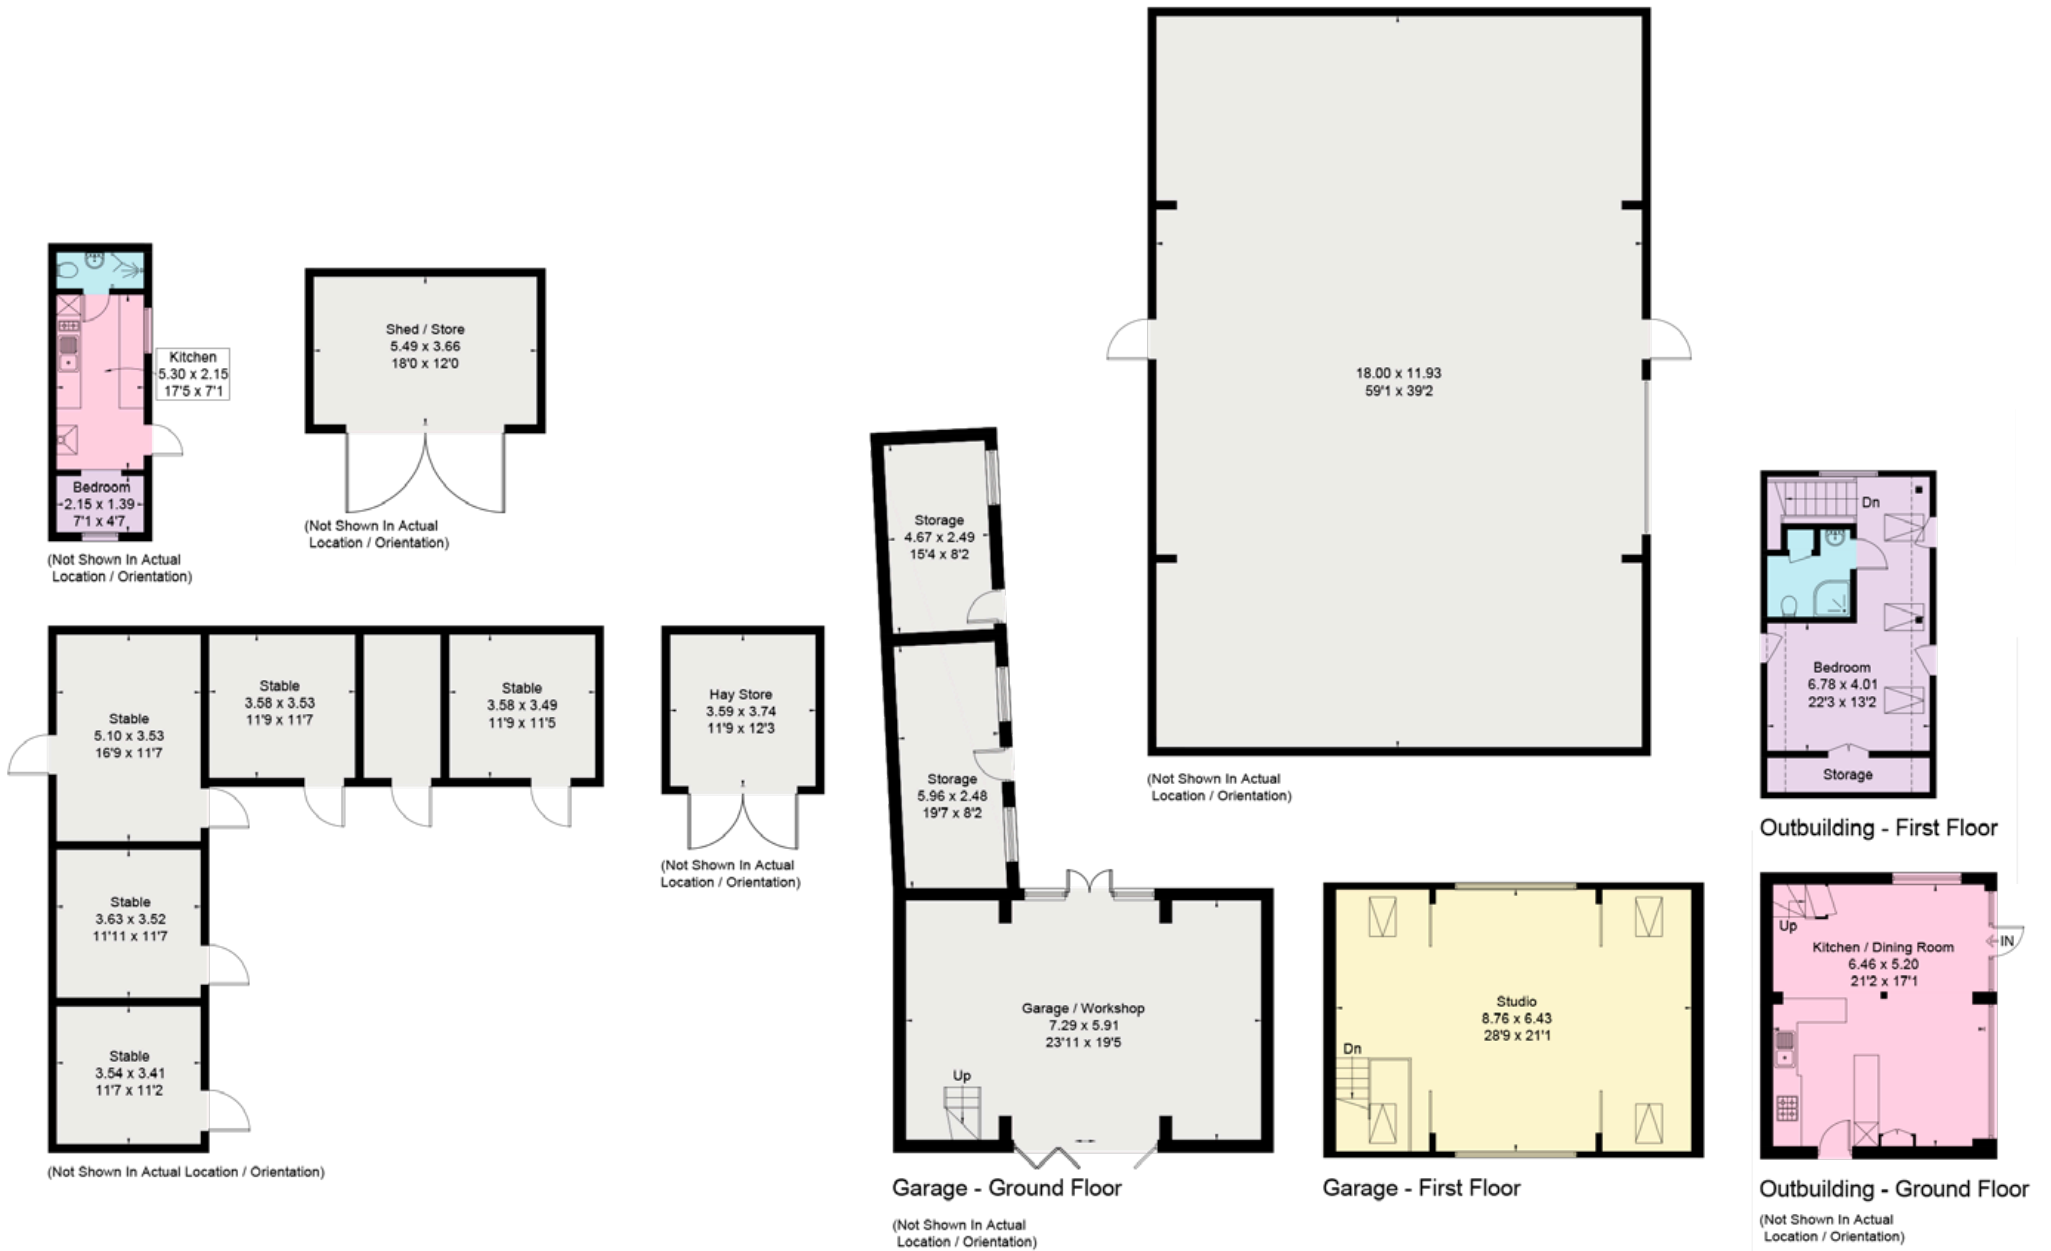 Kitchen
5.30 x 2.15
17'5 x 7'1
Bedroom
2.15 x 1.39
7'1 x 4'7
(Not Shown In Actual
Location / Orientation)
Shed / Store
5.49 x 3.66
18'0 x 12'0
(Not Shown In Actual
Location / Orientation)
Stable
5.10 x 3.53
16'9 x 11'7
Stable
3.58 x 3.53
11'9 x 11'7
Stable
3.58 x 3.49
11'9 x 11'5
Stable
3.63 x 3.52
11'11 x 11'7
Stable
3.54 x 3.41
11'7 x 11'2
(Not Shown In Actual Location / Orientation)
Hay Store
3.59 x 3.74
11'9 x 12'3
(Not Shown In Actual
Location / Orientation)
Storage
4.67 x 2.49
15'4 x 8'2
Storage
5.96 x 2.48
19'7 x 8'2
Garage / Workshop
7.29 x 5.91
23'11 x 19'5
Up
Garage - Ground Floor
(Not Shown In Actual
Location / Orientation)
18.00 x 11.93
59'1 x 39'2
(Not Shown In Actual
Location / Orientation)
Studio
8.76 x 6.43
28'9 x 21'1
Dn
Garage - First Floor
Dn
Bedroom
6.78 x 4.01
22'3 x 13'2
Storage
Outbuilding - First Floor
Up
Kitchen / Dining Room
6.46 x 5.20
21'2 x 17'1
IN
Outbuilding - Ground Floor
(Not Shown In Actual
Location / Orientation)